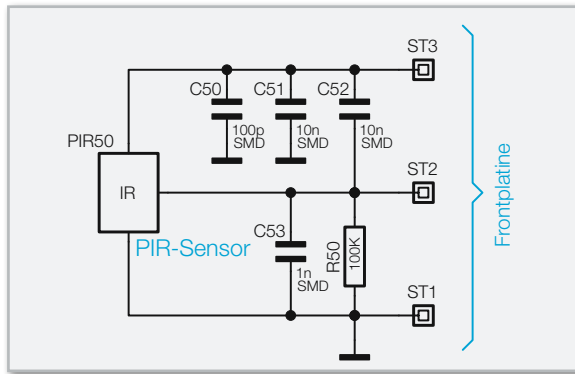 ST3
C50
C51
C52
100p
SMD
10n
SMD
10n
SMD
PIR50
IR
PIR-Sensor
ST2
C53
1n
SMD
R50
100K
ST1
Frontplatine